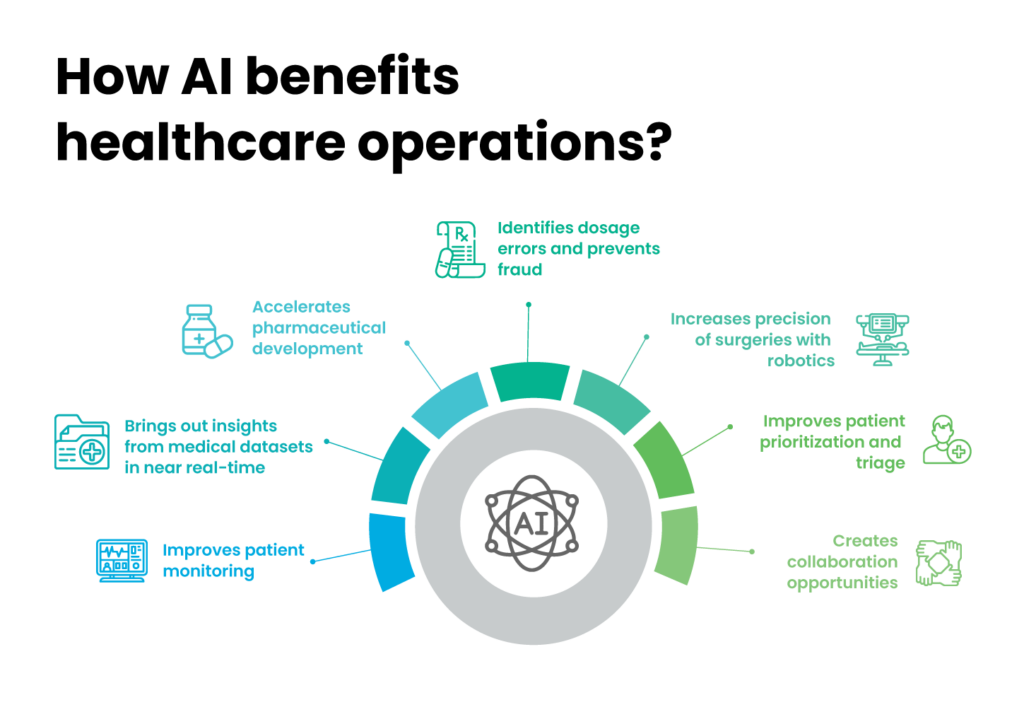 How AI benefits
healthcare operations?
Rx
Identifies dosage
errors and prevents
fraud
Accelerates
pharmaceutical
development
Increases precision
of surgeries with
robotics
Brings out insights
from medical datasets
in near real-time
Improves patient
prioritization and
triage
AI
Improves patient
monitoring
Creates
collaboration
opportunities